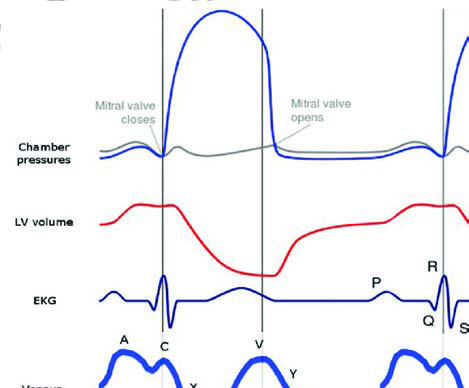 Mitral valve
closes
Mitral valve
opens
Chamber
pressures
LV volume
EKG
P
R
Q
S
A
C
V
Y
X